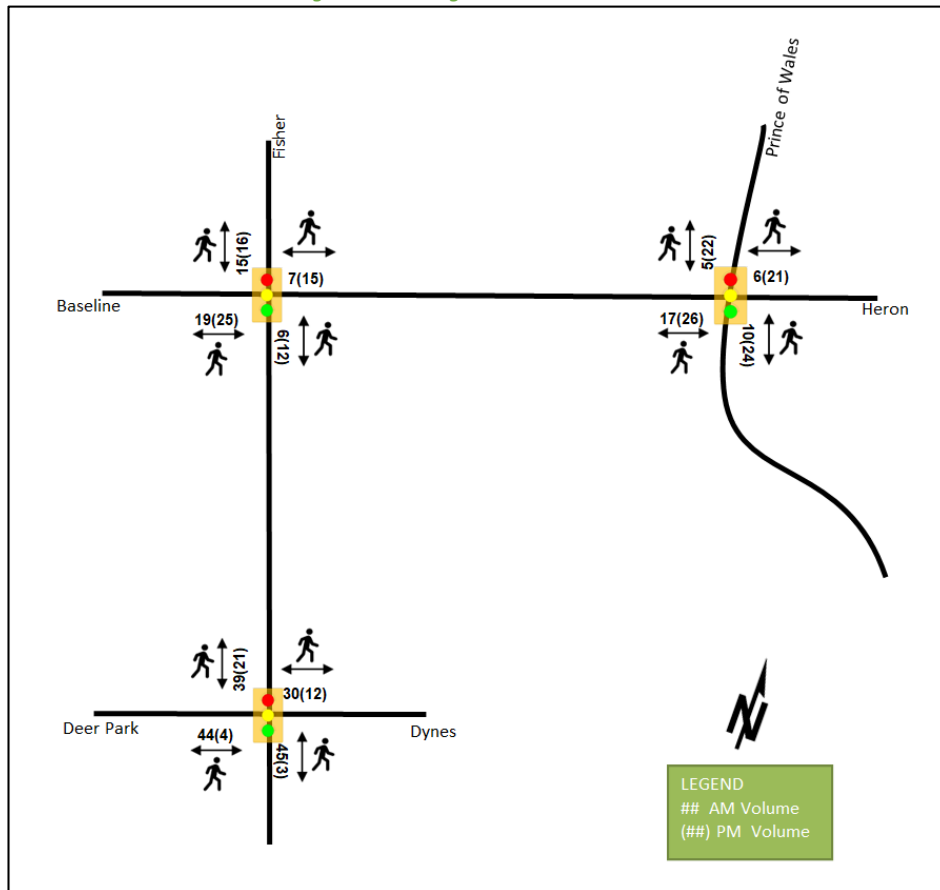 Fisher
Prince of Wales
15(16)
7(15)
5(22)
6(21)
Baseline
Heron
19(25)
6(12)
17(26)
10(24)
39(21)
30(12)
Deer Park
Dynes
44(4)
45(3)
LEGEND
## AM Volume
(##) PM Volume